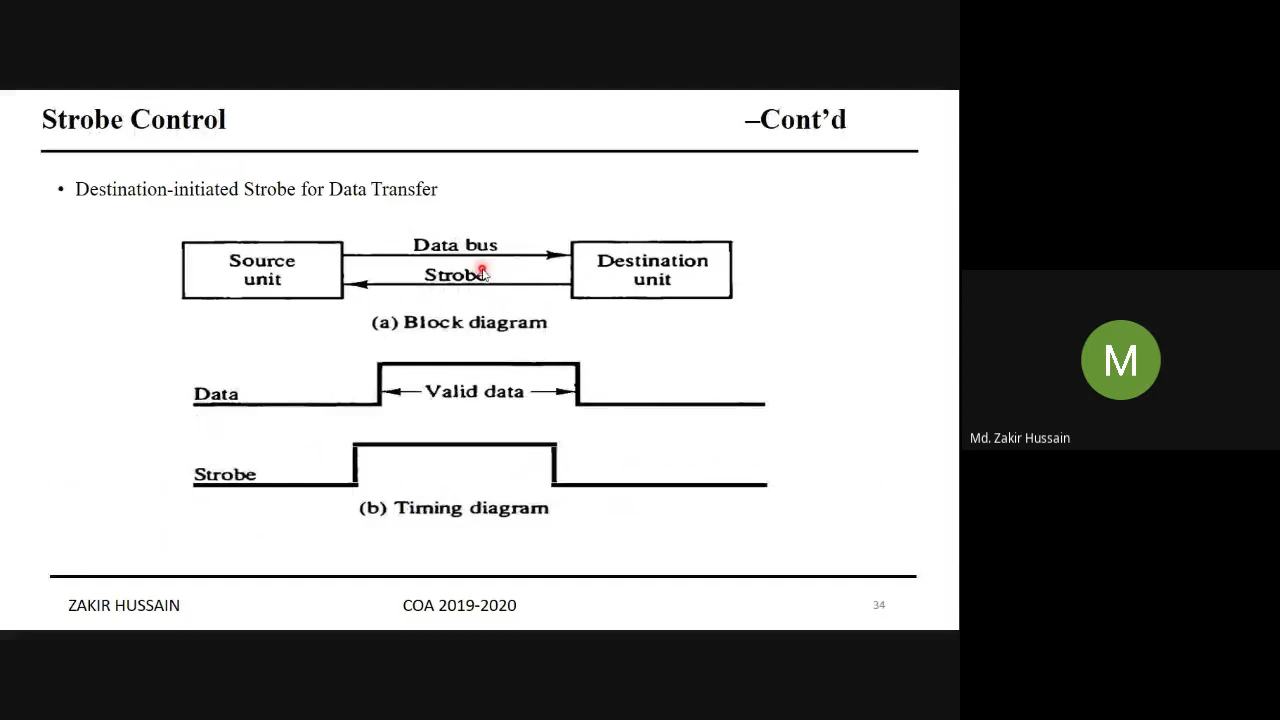 Strobe Control –Cont’d
• Destination-initiated Strobe for Data Transfer
Source unit
Data bus
Strobe
Destination unit
(a) Block diagram
Data
Valid data
Strobe
(b) Timing diagram
ZAKIR HUSSAIN COA 2019-2020 34
M
Md. Zakir Hussain